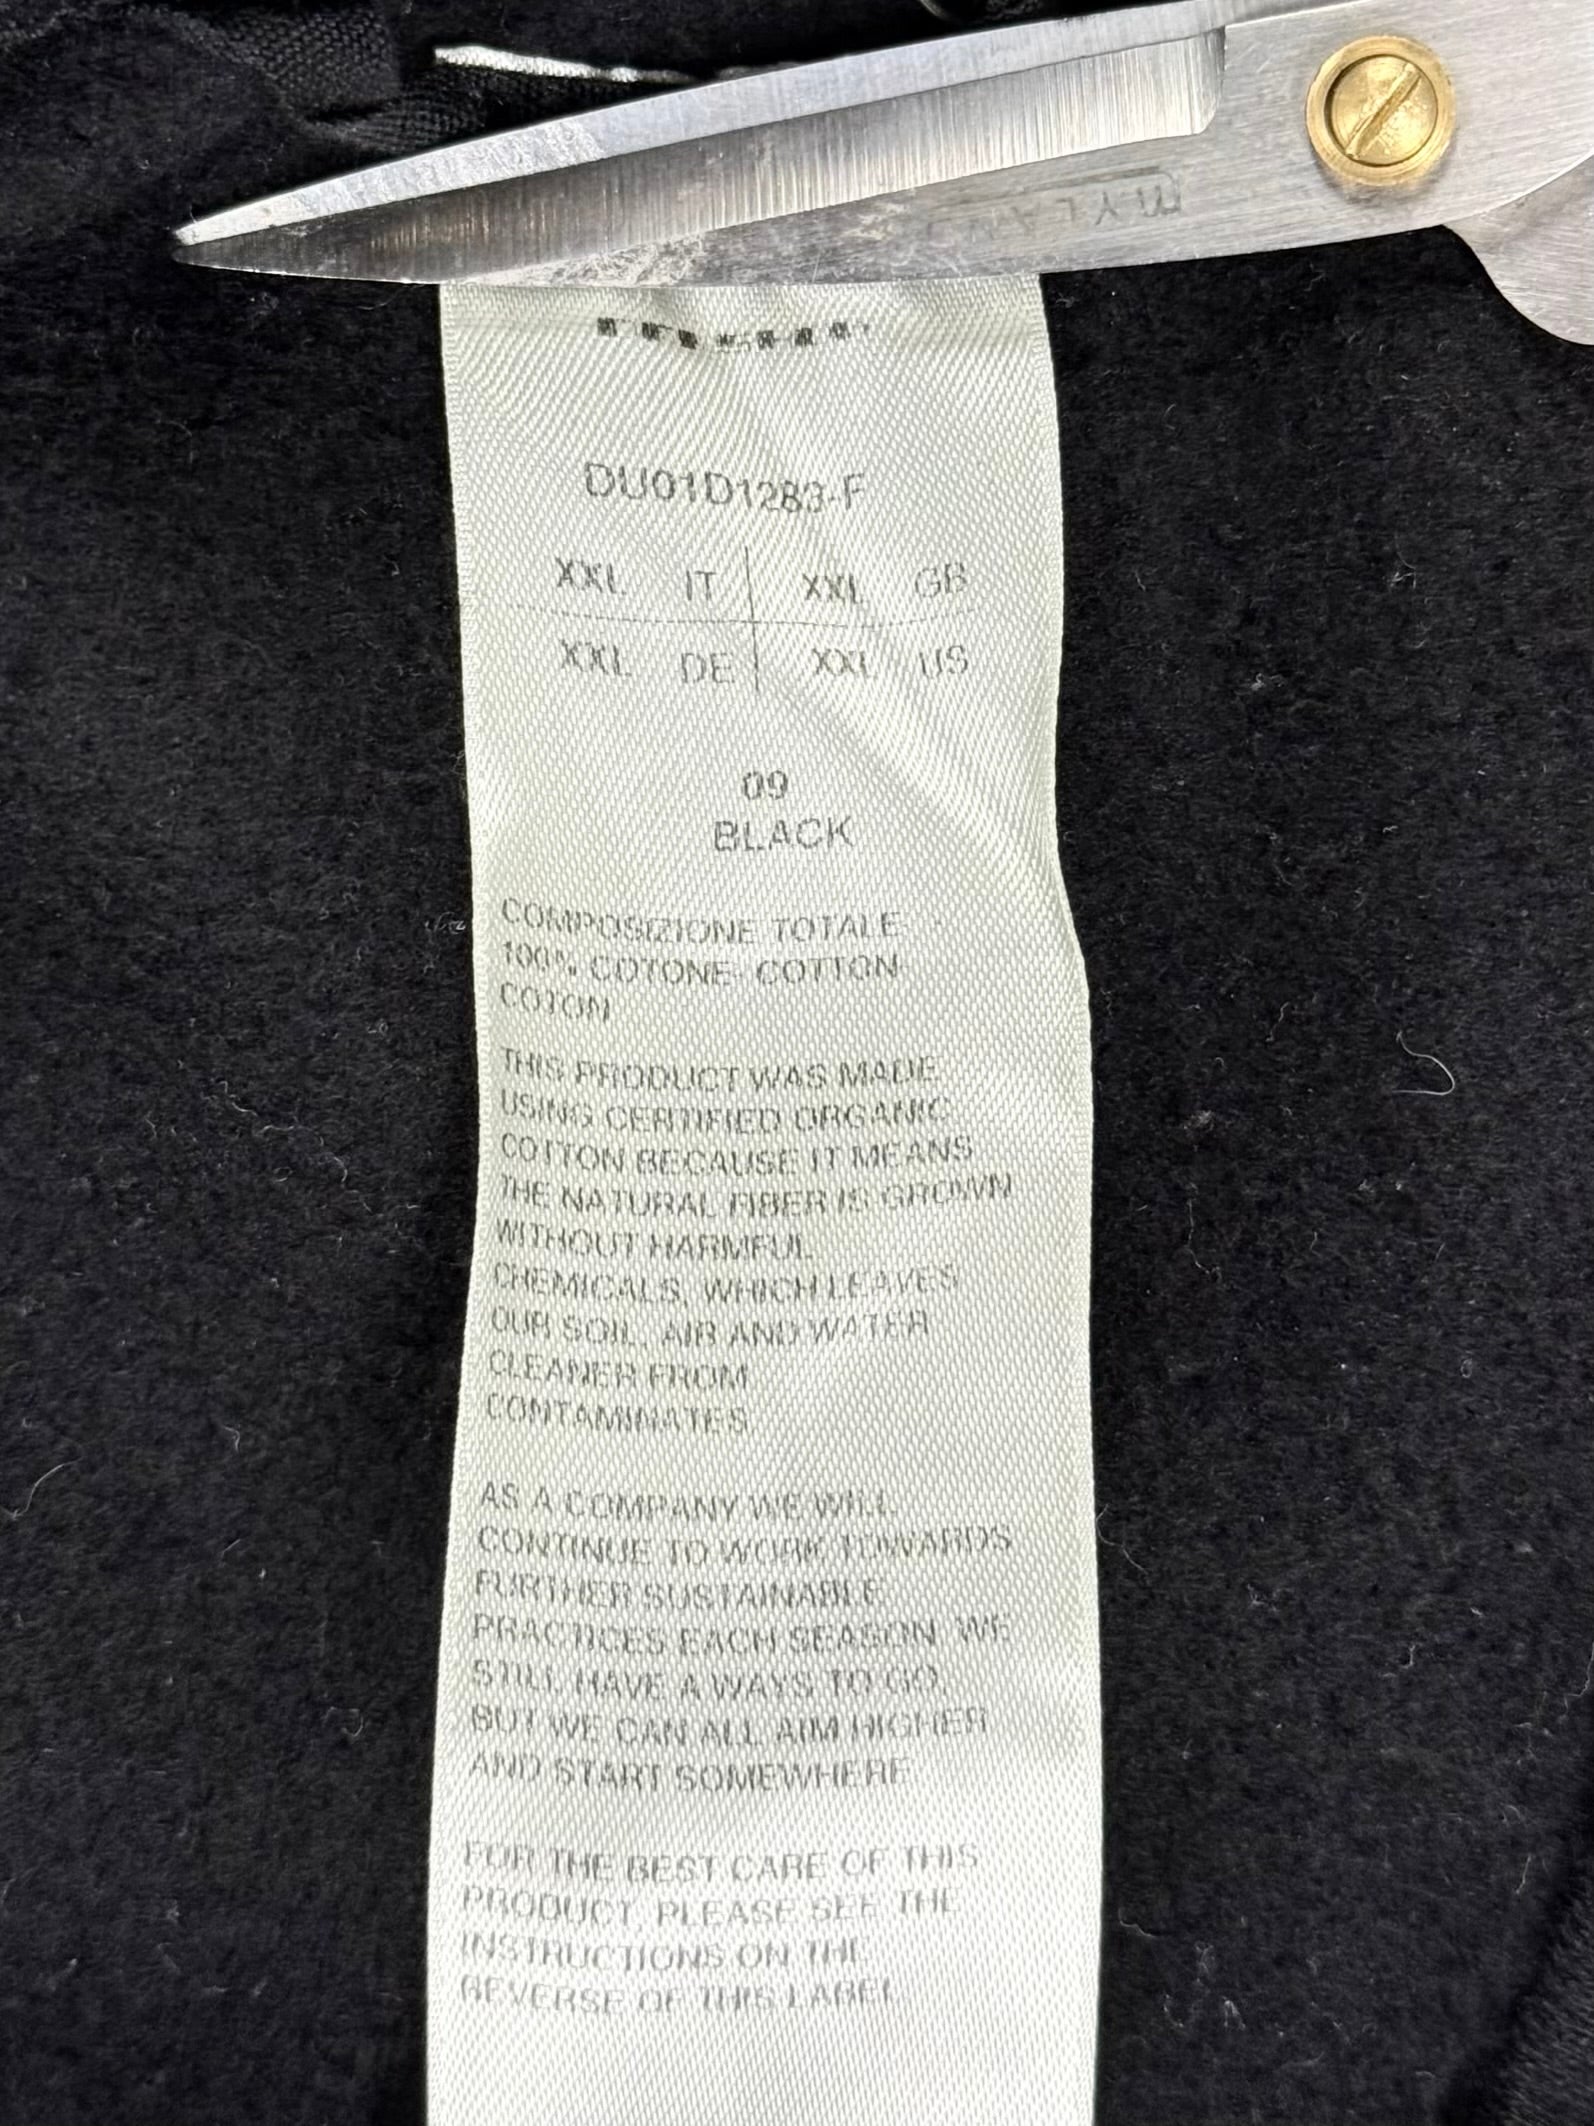 DU01D1283-F
XXL IT XXL GB
XXL DE XXL US
09
BLACK
COMPOSIZIONE TOTALE
100% COTONE- COTTON
COTON
THIS PRODUCT WAS MADE
USING CERTIFIED ORGANIC
COTTON BECAUSE IT MEANS
THE NATURAL FIBER IS GROWN
WITHOUT HARMFUL
CHEMICALS, WHICH LEAVES
OUR SOIL, AIR AND WATER
CLEANER FROM
CONTAMINATES
AS A COMPANY WE WILL
CONTINUE TO WORK TOWARDS
FURTHER SUSTAINABLE
PRACTICES EACH SEASON. WE
STILL HAVE A WAYS TO GO,
BUT WE CAN ALL AIM HIGHER
AND START SOMEWHERE
FOR THE BEST CARE OF THIS
PRODUCT, PLEASE SEE THE
INSTRUCTIONS ON THE
REVERSE OF THIS LABEL.